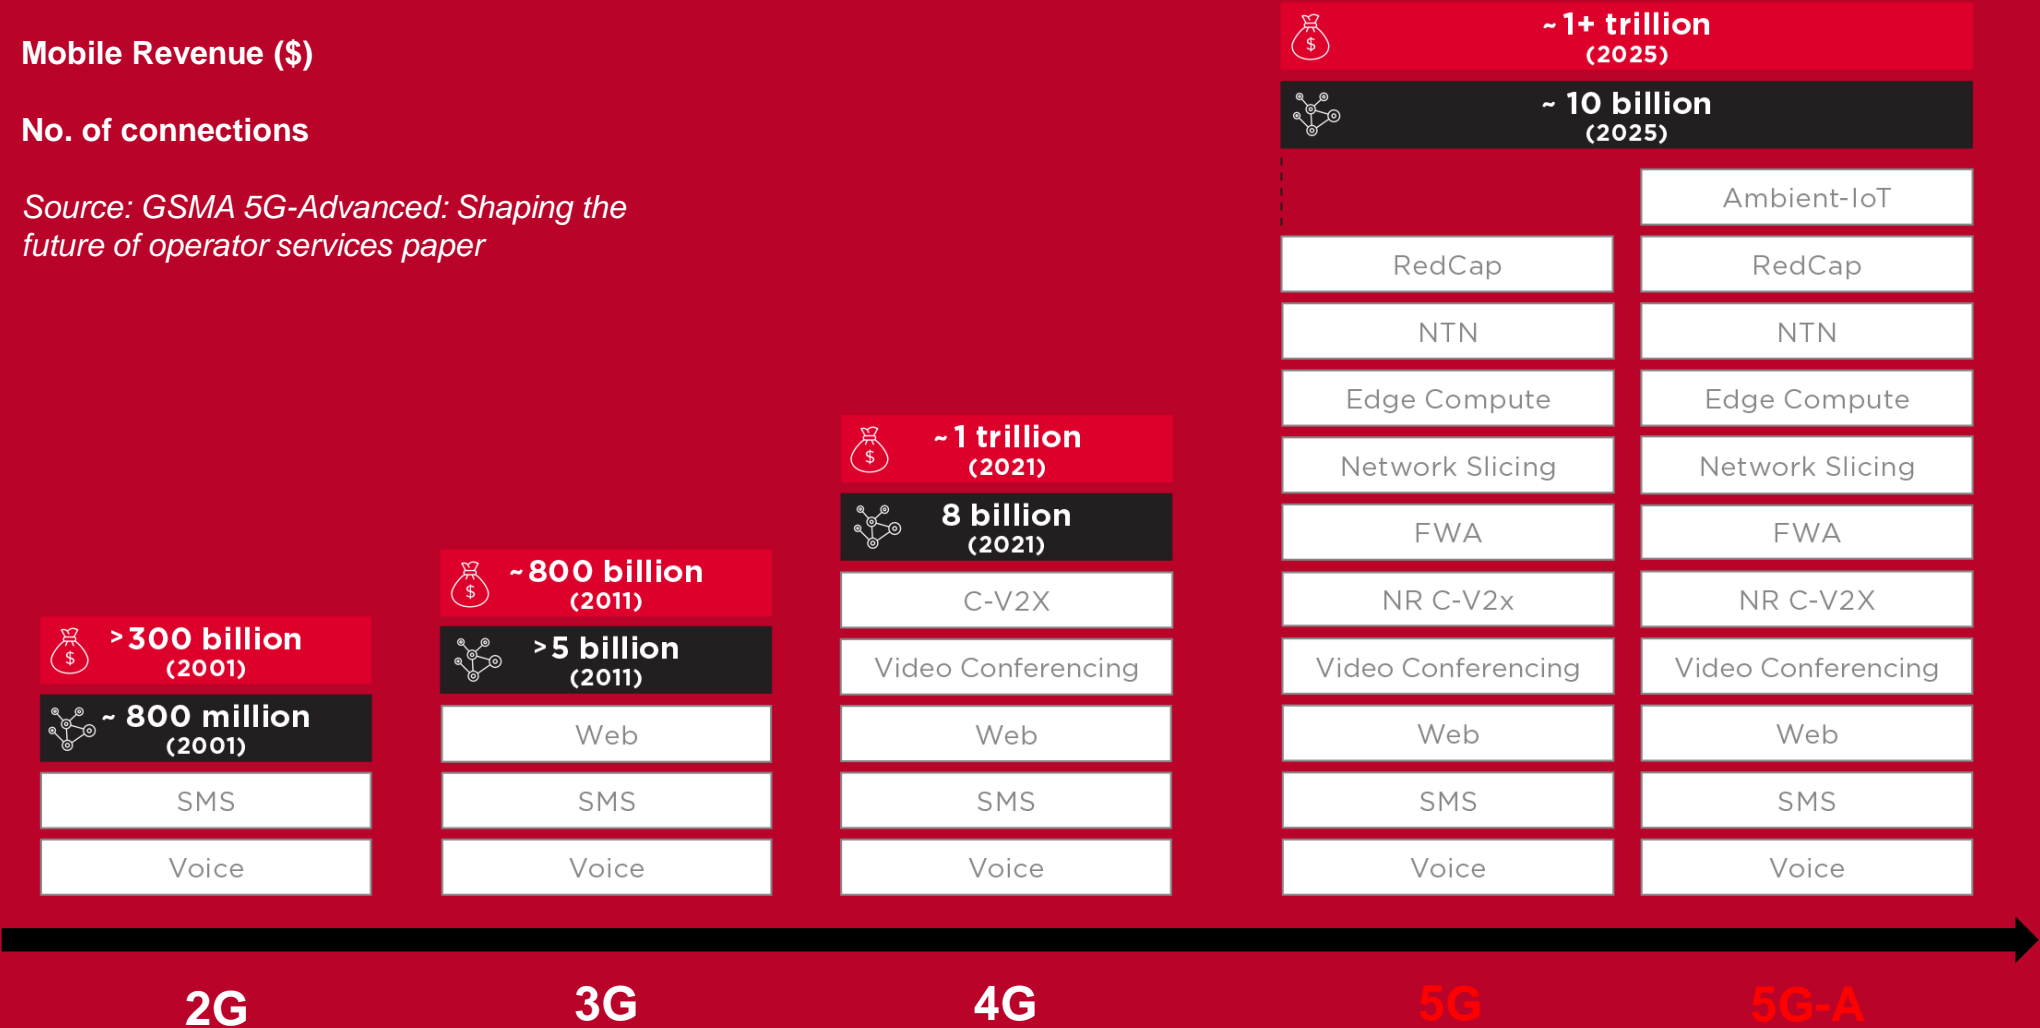 Mobile Revenue ($)
No. of connections
Source: GSMA 5G-Advanced: Shaping the
future of operator services paper
>300 billion
(2001)
~ 800 million
(2001)
SMS
Voice
~800 billion
(2011)
>5 billion
(2011)
Web
SMS
Voice
~1 trillion
(2021)
8 billion
(2021)
C-V2X
Video Conferencing
Web
SMS
Voice
~1+ trillion
(2025)
~ 10 billion
(2025)
RedCap
NTN
Edge Compute
Network Slicing
FWA
NR C-V2x
Video Conferencing
Web
SMS
Voice
Ambient-IoT
RedCap
NTN
Edge Compute
Network Slicing
FWA
NR C-V2X
Video Conferencing
Web
SMS
Voice
2G
3G
4G
5G
5G-A